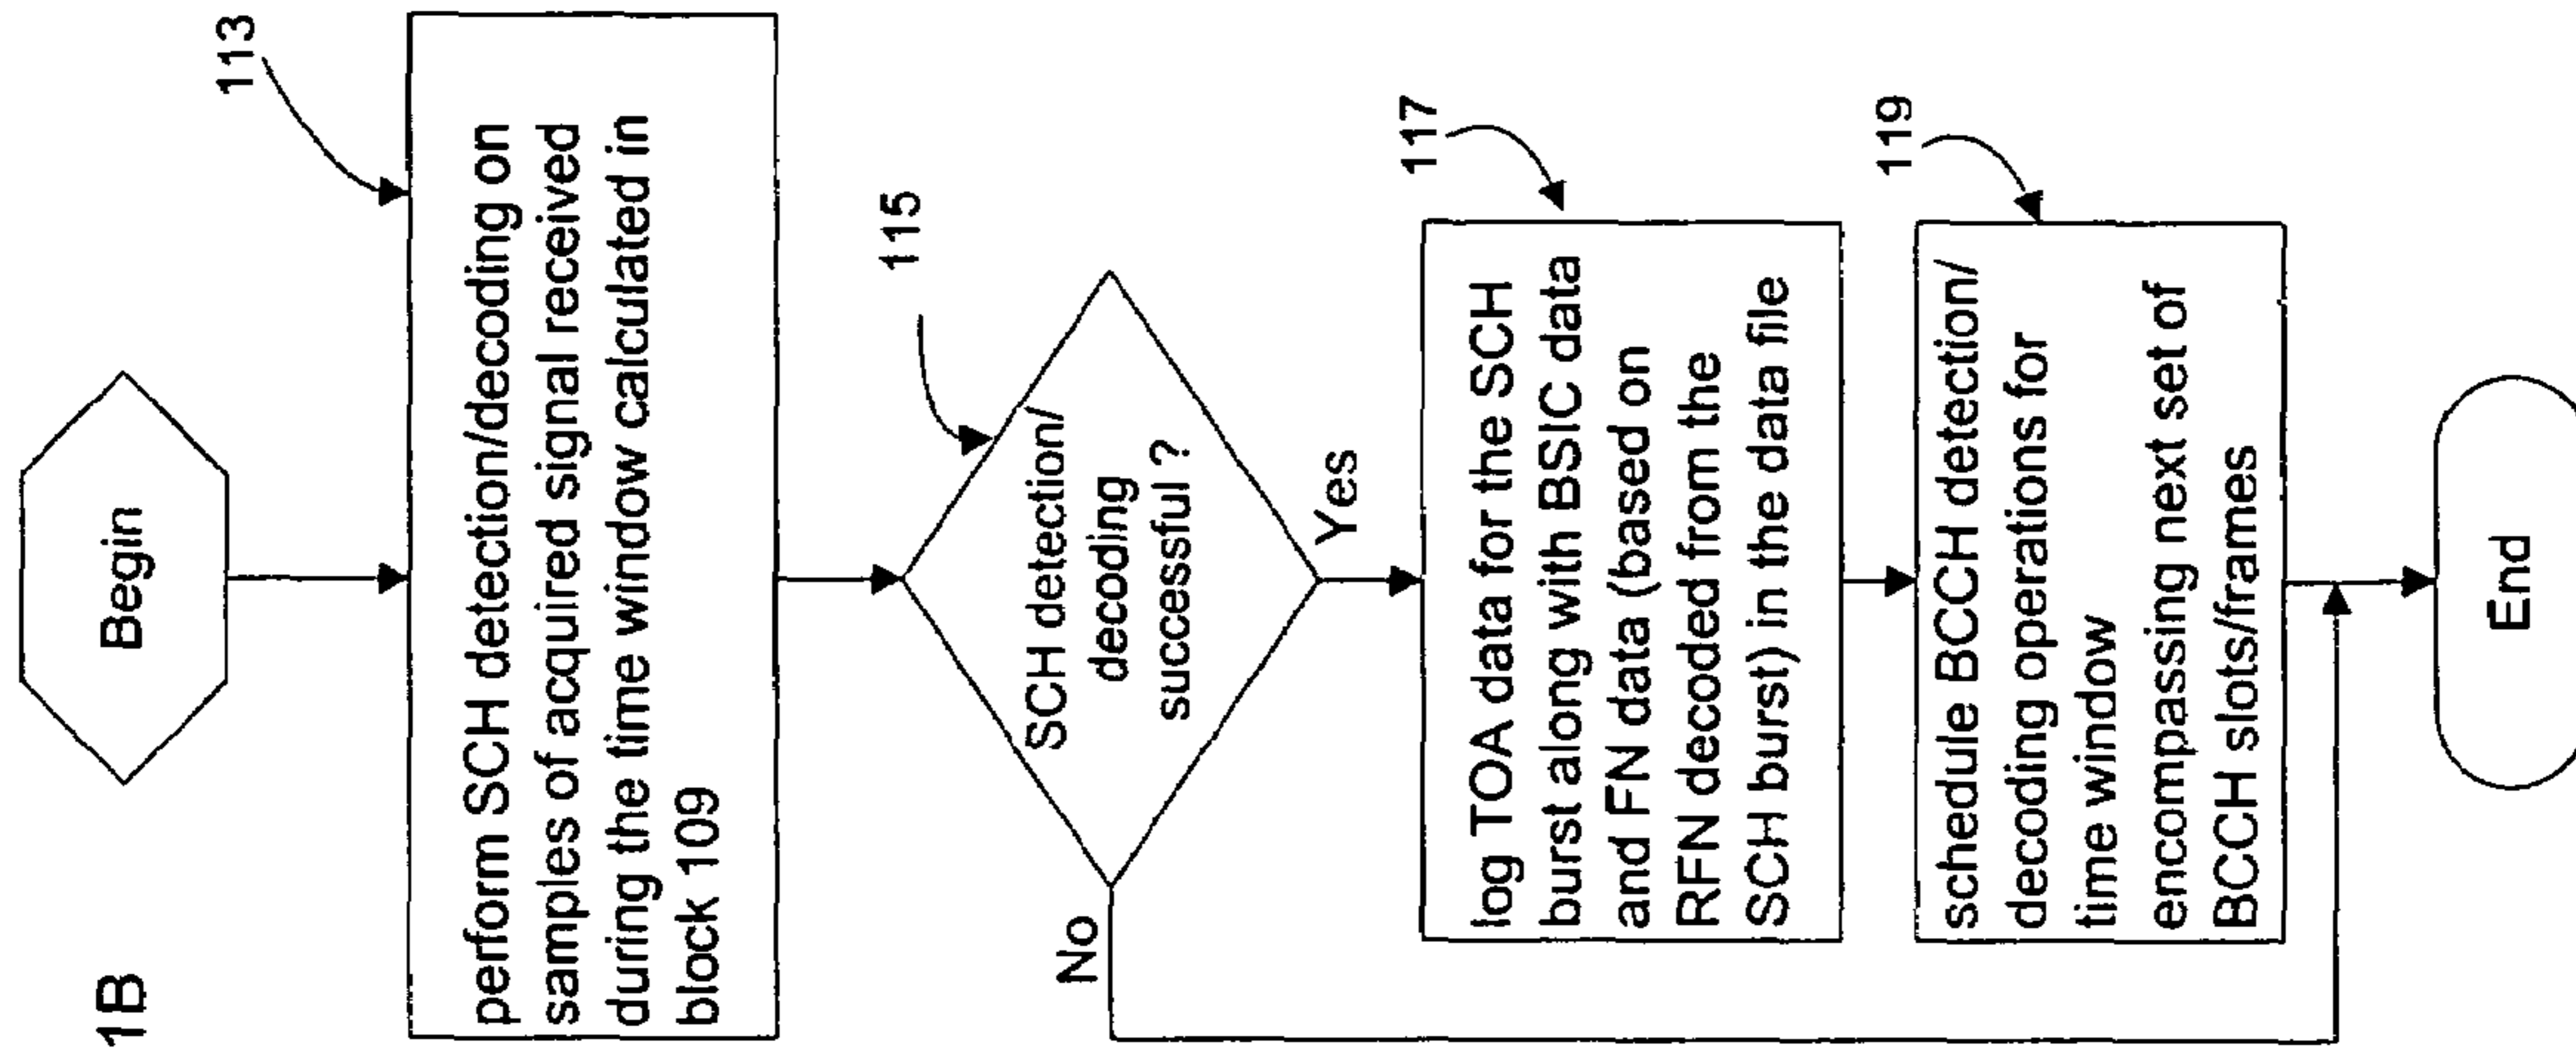 1B
Begin
113
perform SCH detection/decoding on
samples of acquired signal received
during the time window calculated in
block 109
115
SCH detection/
decoding
successful ?
No
Yes
117
log TOA data for the SCH
burst along with BSIC data
and FN data (based on
RFN decoded from the
SCH burst) in the data file
119
schedule BCCH detection/
decoding operations for
time window
encompassing next set of
BCCH slots/frames
End